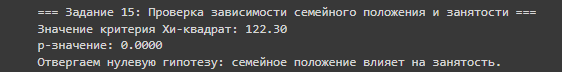 === Задание 15: Проверка зависимости семейного положения и занятости ===
Значение критерия Хи-квадрат: 122.30
p-значение: 0.0000
Отвергаем нулевую гипотезу: семейное положение влияет на занятость.